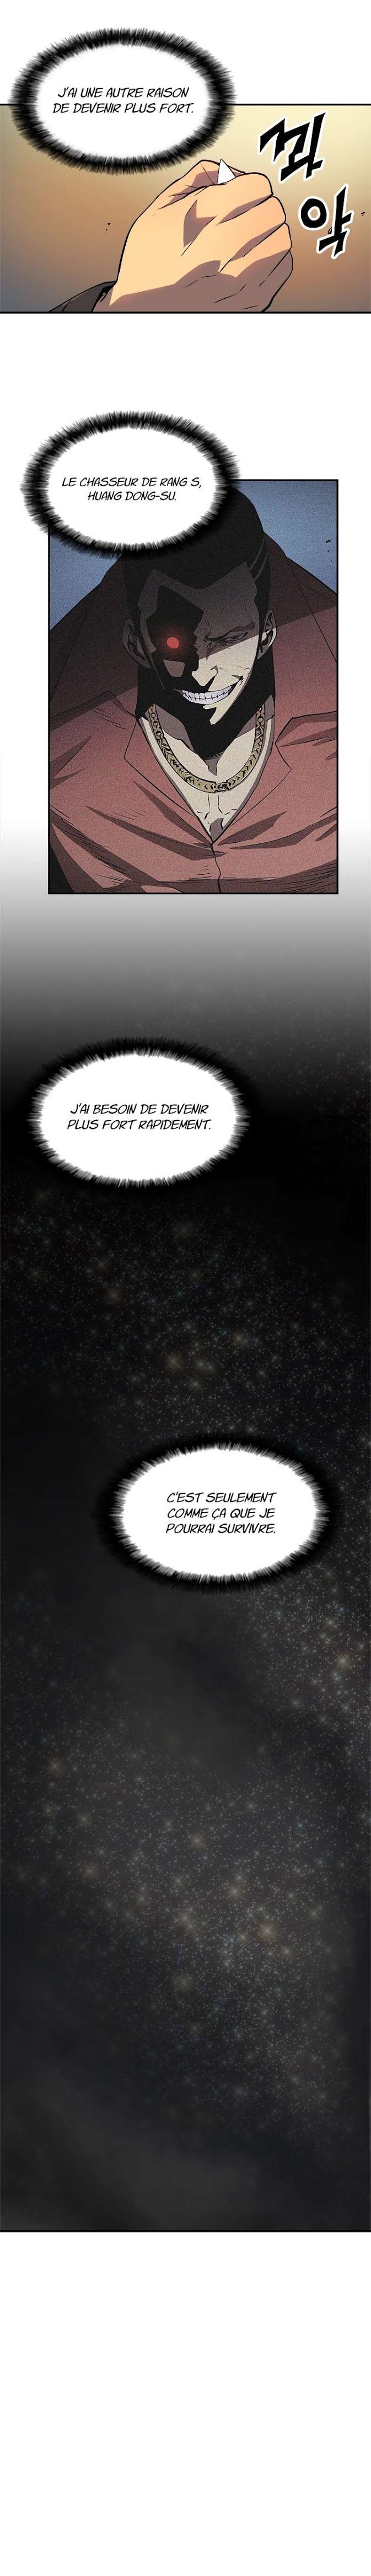 J'AI UNE AUTRE RAISON
DE DEVENIR PLUS FORT.
꽈
악
LE CHASSEUR DE RANG S,
HUANG DONG-SU.
J'AI BESOIN DE DEVENIR
PLUS FORT RAPIDEMENT.
C'EST SEULEMENT
COMME ÇA QUE JE
POURRAI SURVIVRE.